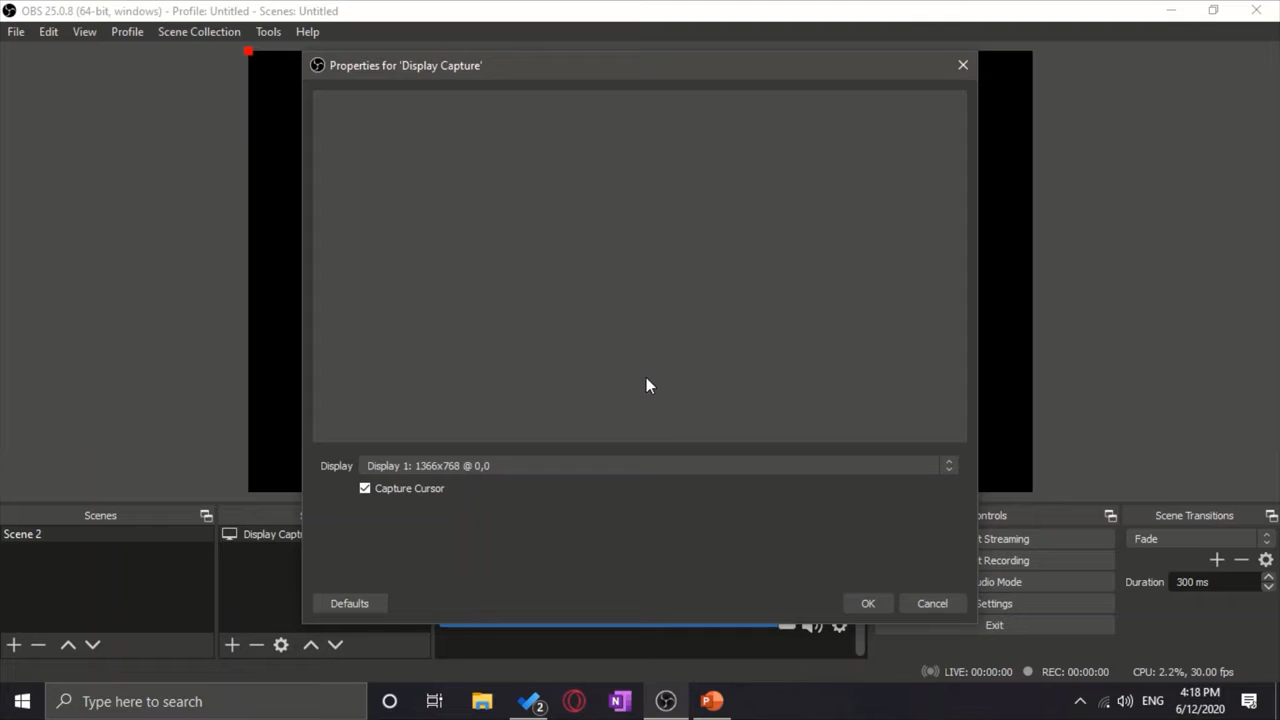 OBS 25.0.8 (64-bit, windows) - Profile: Untitled - Scenes: Untitled
File Edit View Profile Scene Collection Tools Help
Properties for 'Display Capture'
Display Display 1: 1366x768 @ 0,0
Capture Cursor
Defaults OK Cancel
Scenes
Scene 2
Display Capt
ontrols
t Streaming
t Recording
udio Mode
Settings
Exit
Scene Transitions
Fade
Duration 300 ms
LIVE: 00:00:00 REC: 00:00:00 CPU: 2.2%, 30.00 fps
Type here to search
2
ENG
4:18 PM
6/12/2020